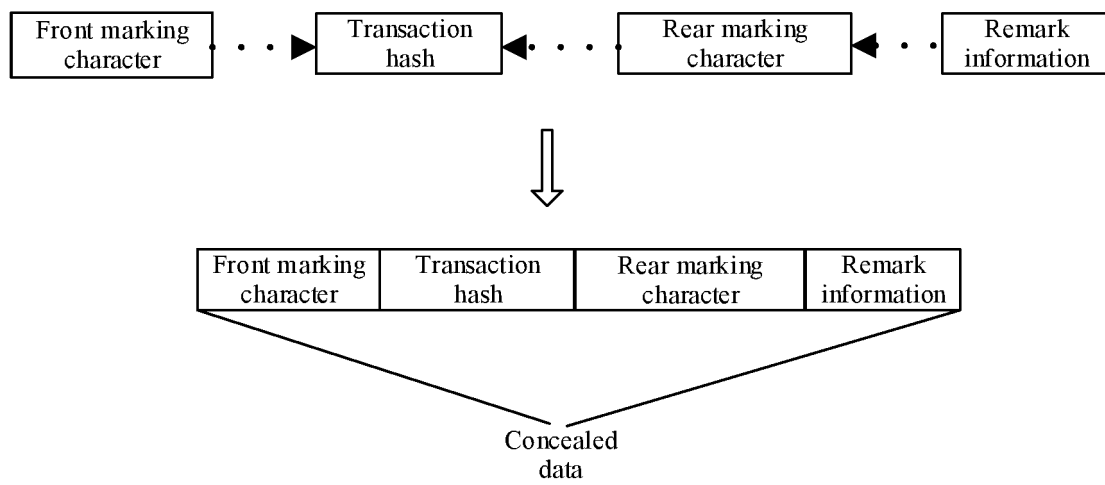 Front marking
character
Transaction
hash
Rear marking
character
Remark
information
Front marking
character
Transaction
hash
Rear marking
character
Remark
information
Concealed
data